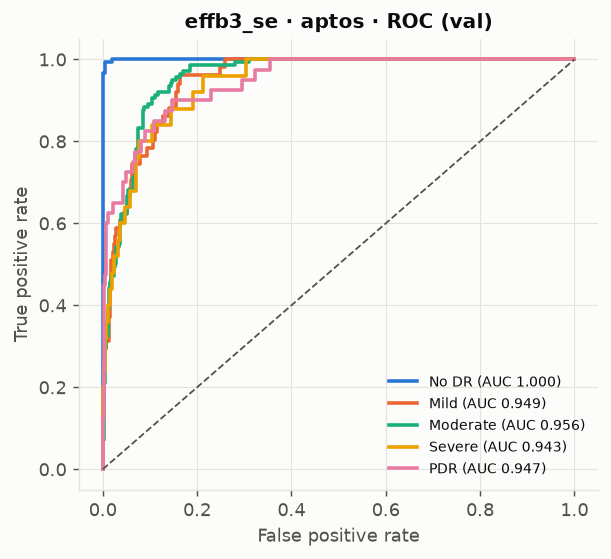 effb3_se · aptos · ROC (val)
True positive rate
1.0
0.8
0.6
0.4
0.2
0.0
No DR (AUC 1.000)
Mild (AUC 0.949)
Moderate (AUC 0.956)
Severe (AUC 0.943)
PDR (AUC 0.947)
0.0 0.2 0.4 0.6 0.8 1.0
False positive rate